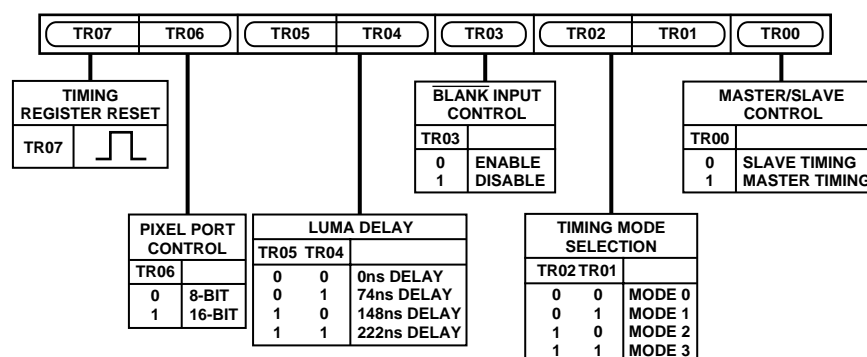 TR07 TR06 TR05 TR04 TR03 TR02 TR01 TR00
TIMING
REGISTER RESET
TR07
BLANK INPUT
CONTROL
TR03
0 ENABLE
1 DISABLE
MASTER/SLAVE
CONTROL
TR00
0 SLAVE TIMING
1 MASTER TIMING
PIXEL PORT
CONTROL
TR06
0 8-BIT
1 16-BIT
LUMA DELAY
TR05 TR04
0 0 0ns DELAY
0 1 74ns DELAY
1 0 148ns DELAY
1 1 222ns DELAY
TIMING MODE
SELECTION
TR02 TR01
0 0 MODE 0
0 1 MODE 1
1 0 MODE 2
1 1 MODE 3